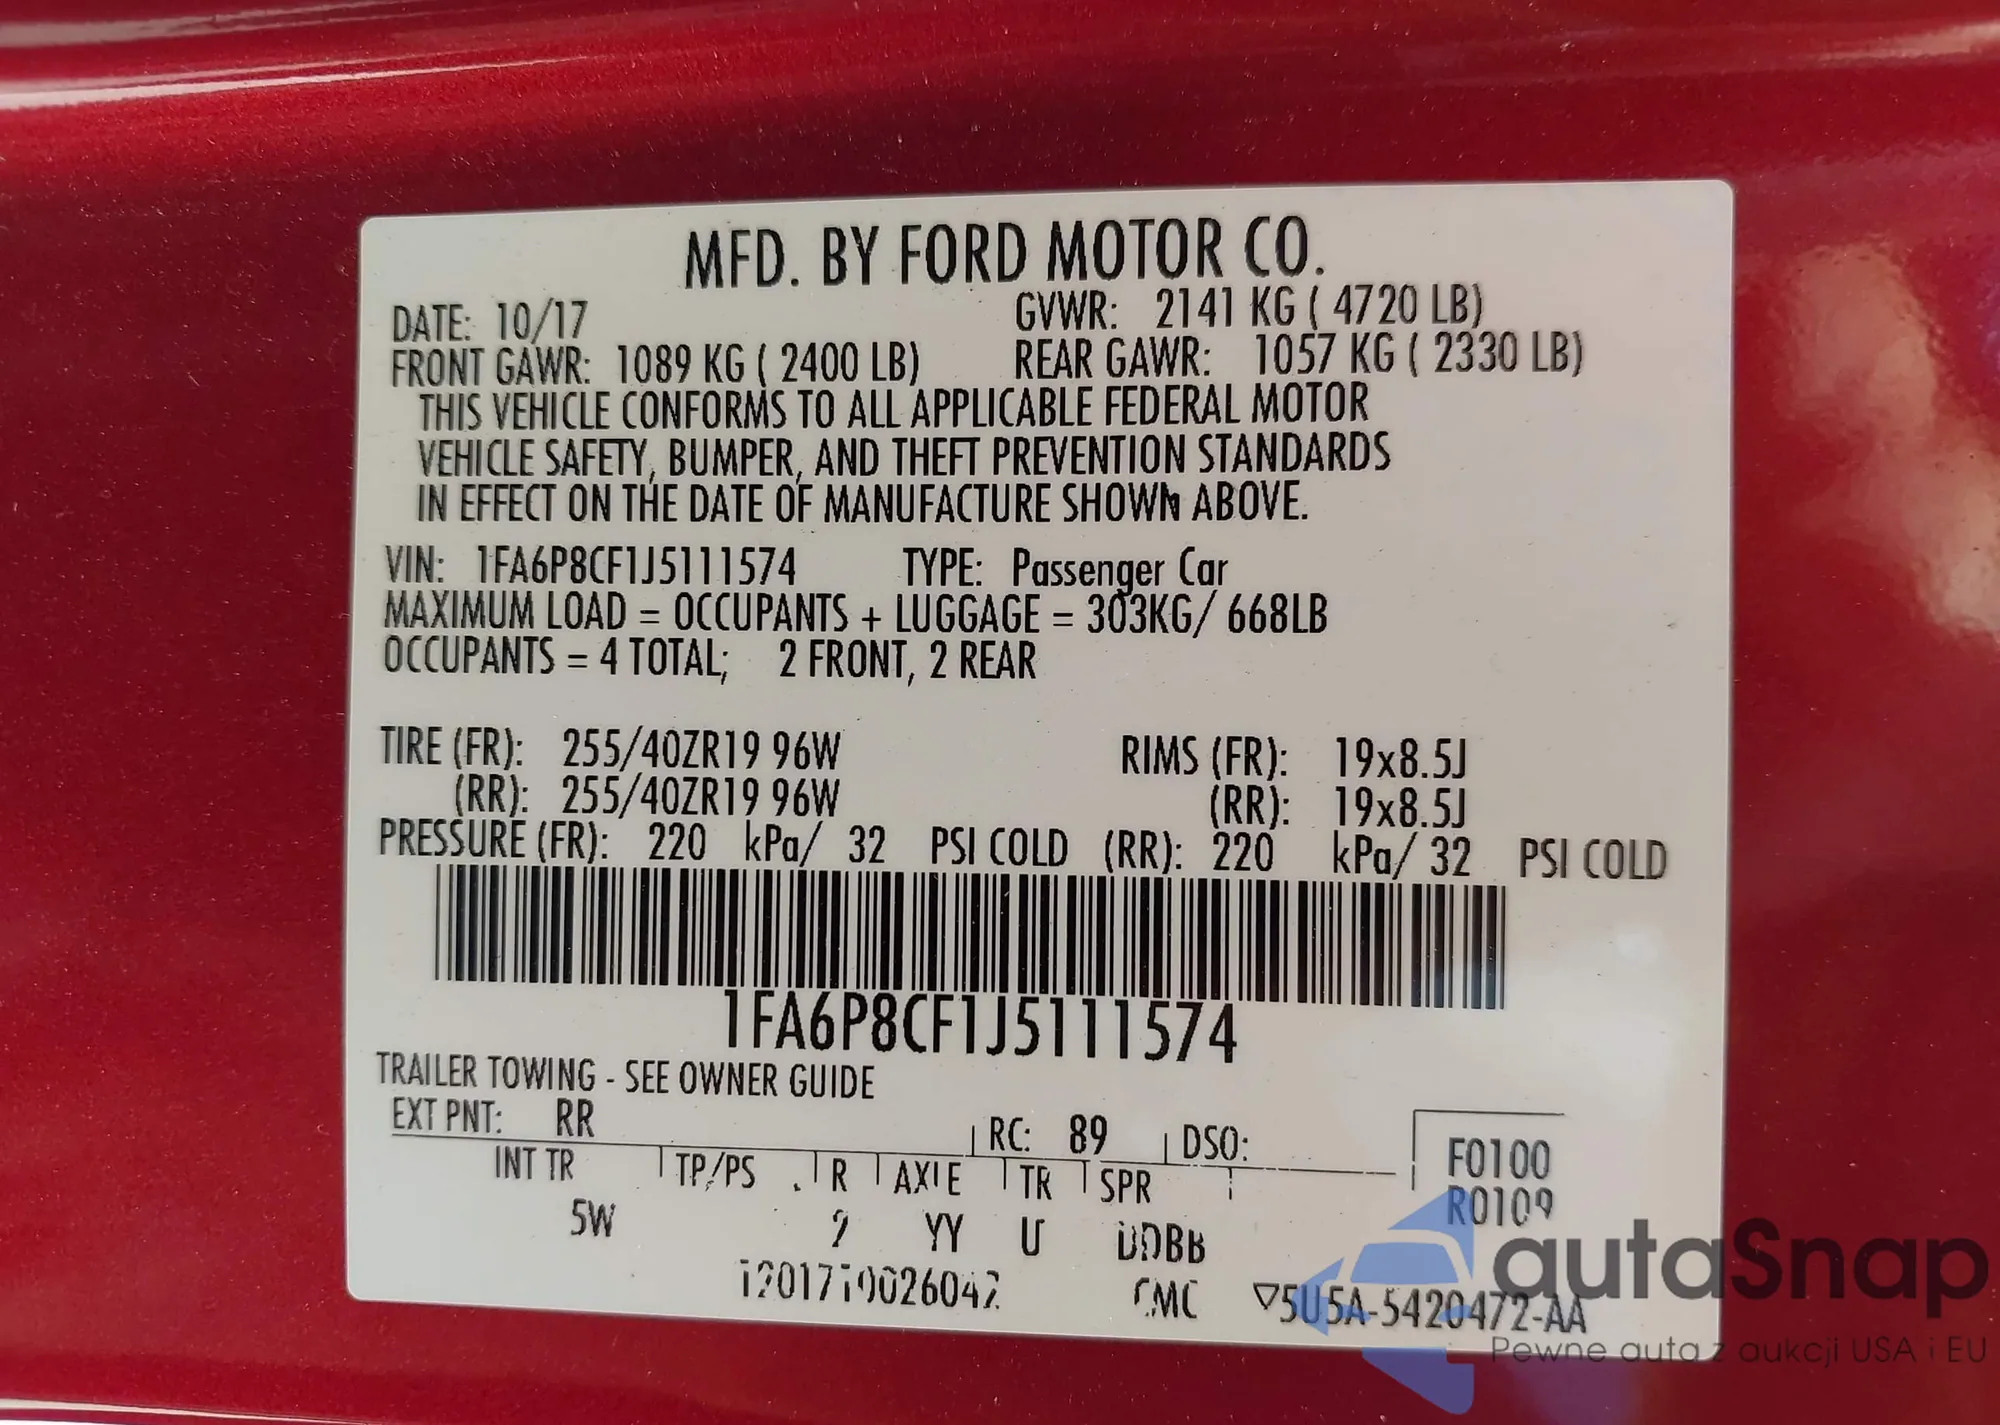 MFD. BY FORD MOTOR CO.
DATE: 10/17 GVWR: 2141 KG ( 4720 LB)
FRONT GAWR: 1089 KG ( 2400 LB) REAR GAWR: 1057 KG ( 2330 LB)
THIS VEHICLE CONFORMS TO ALL APPLICABLE FEDERAL MOTOR
VEHICLE SAFETY, BUMPER, AND THEFT PREVENTION STANDARDS
IN EFFECT ON THE DATE OF MANUFACTURE SHOWN ABOVE.
VIN: 1FA6P8CF1J5111574 TYPE: Passenger Car
MAXIMUM LOAD = OCCUPANTS + LUGGAGE = 303KG/ 668LB
OCCUPANTS = 4 TOTAL; 2 FRONT, 2 REAR
TIRE (FR): 255/40ZR19 96W RIMS (FR): 19x8.5J
(RR): 255/40ZR19 96W (RR): 19x8.5J
PRESSURE (FR): 220 kPa/ 32 PSI COLD (RR): 220 kPa/ 32 PSI COLD
1FA6P8CF1J5111574
TRAILER TOWING - SEE OWNER GUIDE
EXT PNT: RR RC: 89 DSO:
F0100
INT TR TP/PS R AXLE TR SPR
R0109
5W YY U
▽5U5A-5420472-AA
autaSnap
Pewne auta z aukcji USA i EU